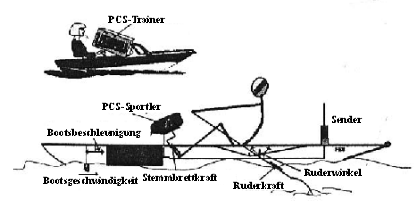 PCS-Trainer
PCS-Sportler
Sender
Bootsbeschleunigung
Bootsgeschwindigkeit
Stemmbrettkraft
Ruderkraft
Ruderwinkel